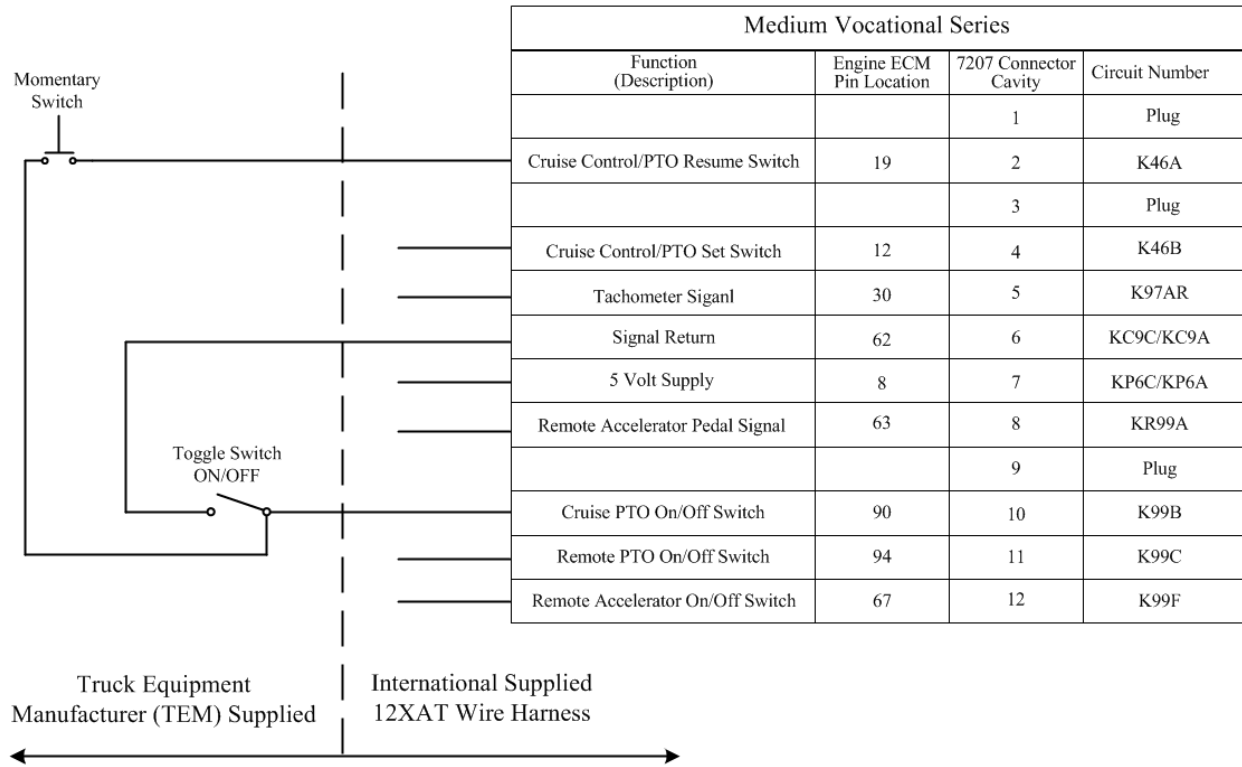 Medium Vocational Series
Function
(Description)
Engine ECM
Pin Location
7207 Connector
Cavity
Circuit Number
1 Plug
Cruise Control/PTO Resume Switch 19 2 K46A
3 Plug
Cruise Control/PTO Set Switch 12 4 K46B
Tachometer Siganl 30 5 K97AR
Signal Return 62 6 KC9C/KC9A
5 Volt Supply 8 7 KP6C/KP6A
Remote Accelerator Pedal Signal 63 8 KR99A
9 Plug
Cruise PTO On/Off Switch 90 10 K99B
Remote PTO On/Off Switch 94 11 K99C
Remote Accelerator On/Off Switch 67 12 K99F
Momentary
Switch
Toggle Switch
ON/OFF
Truck Equipment
Manufacturer (TEM) Supplied
International Supplied
12XAT Wire Harness